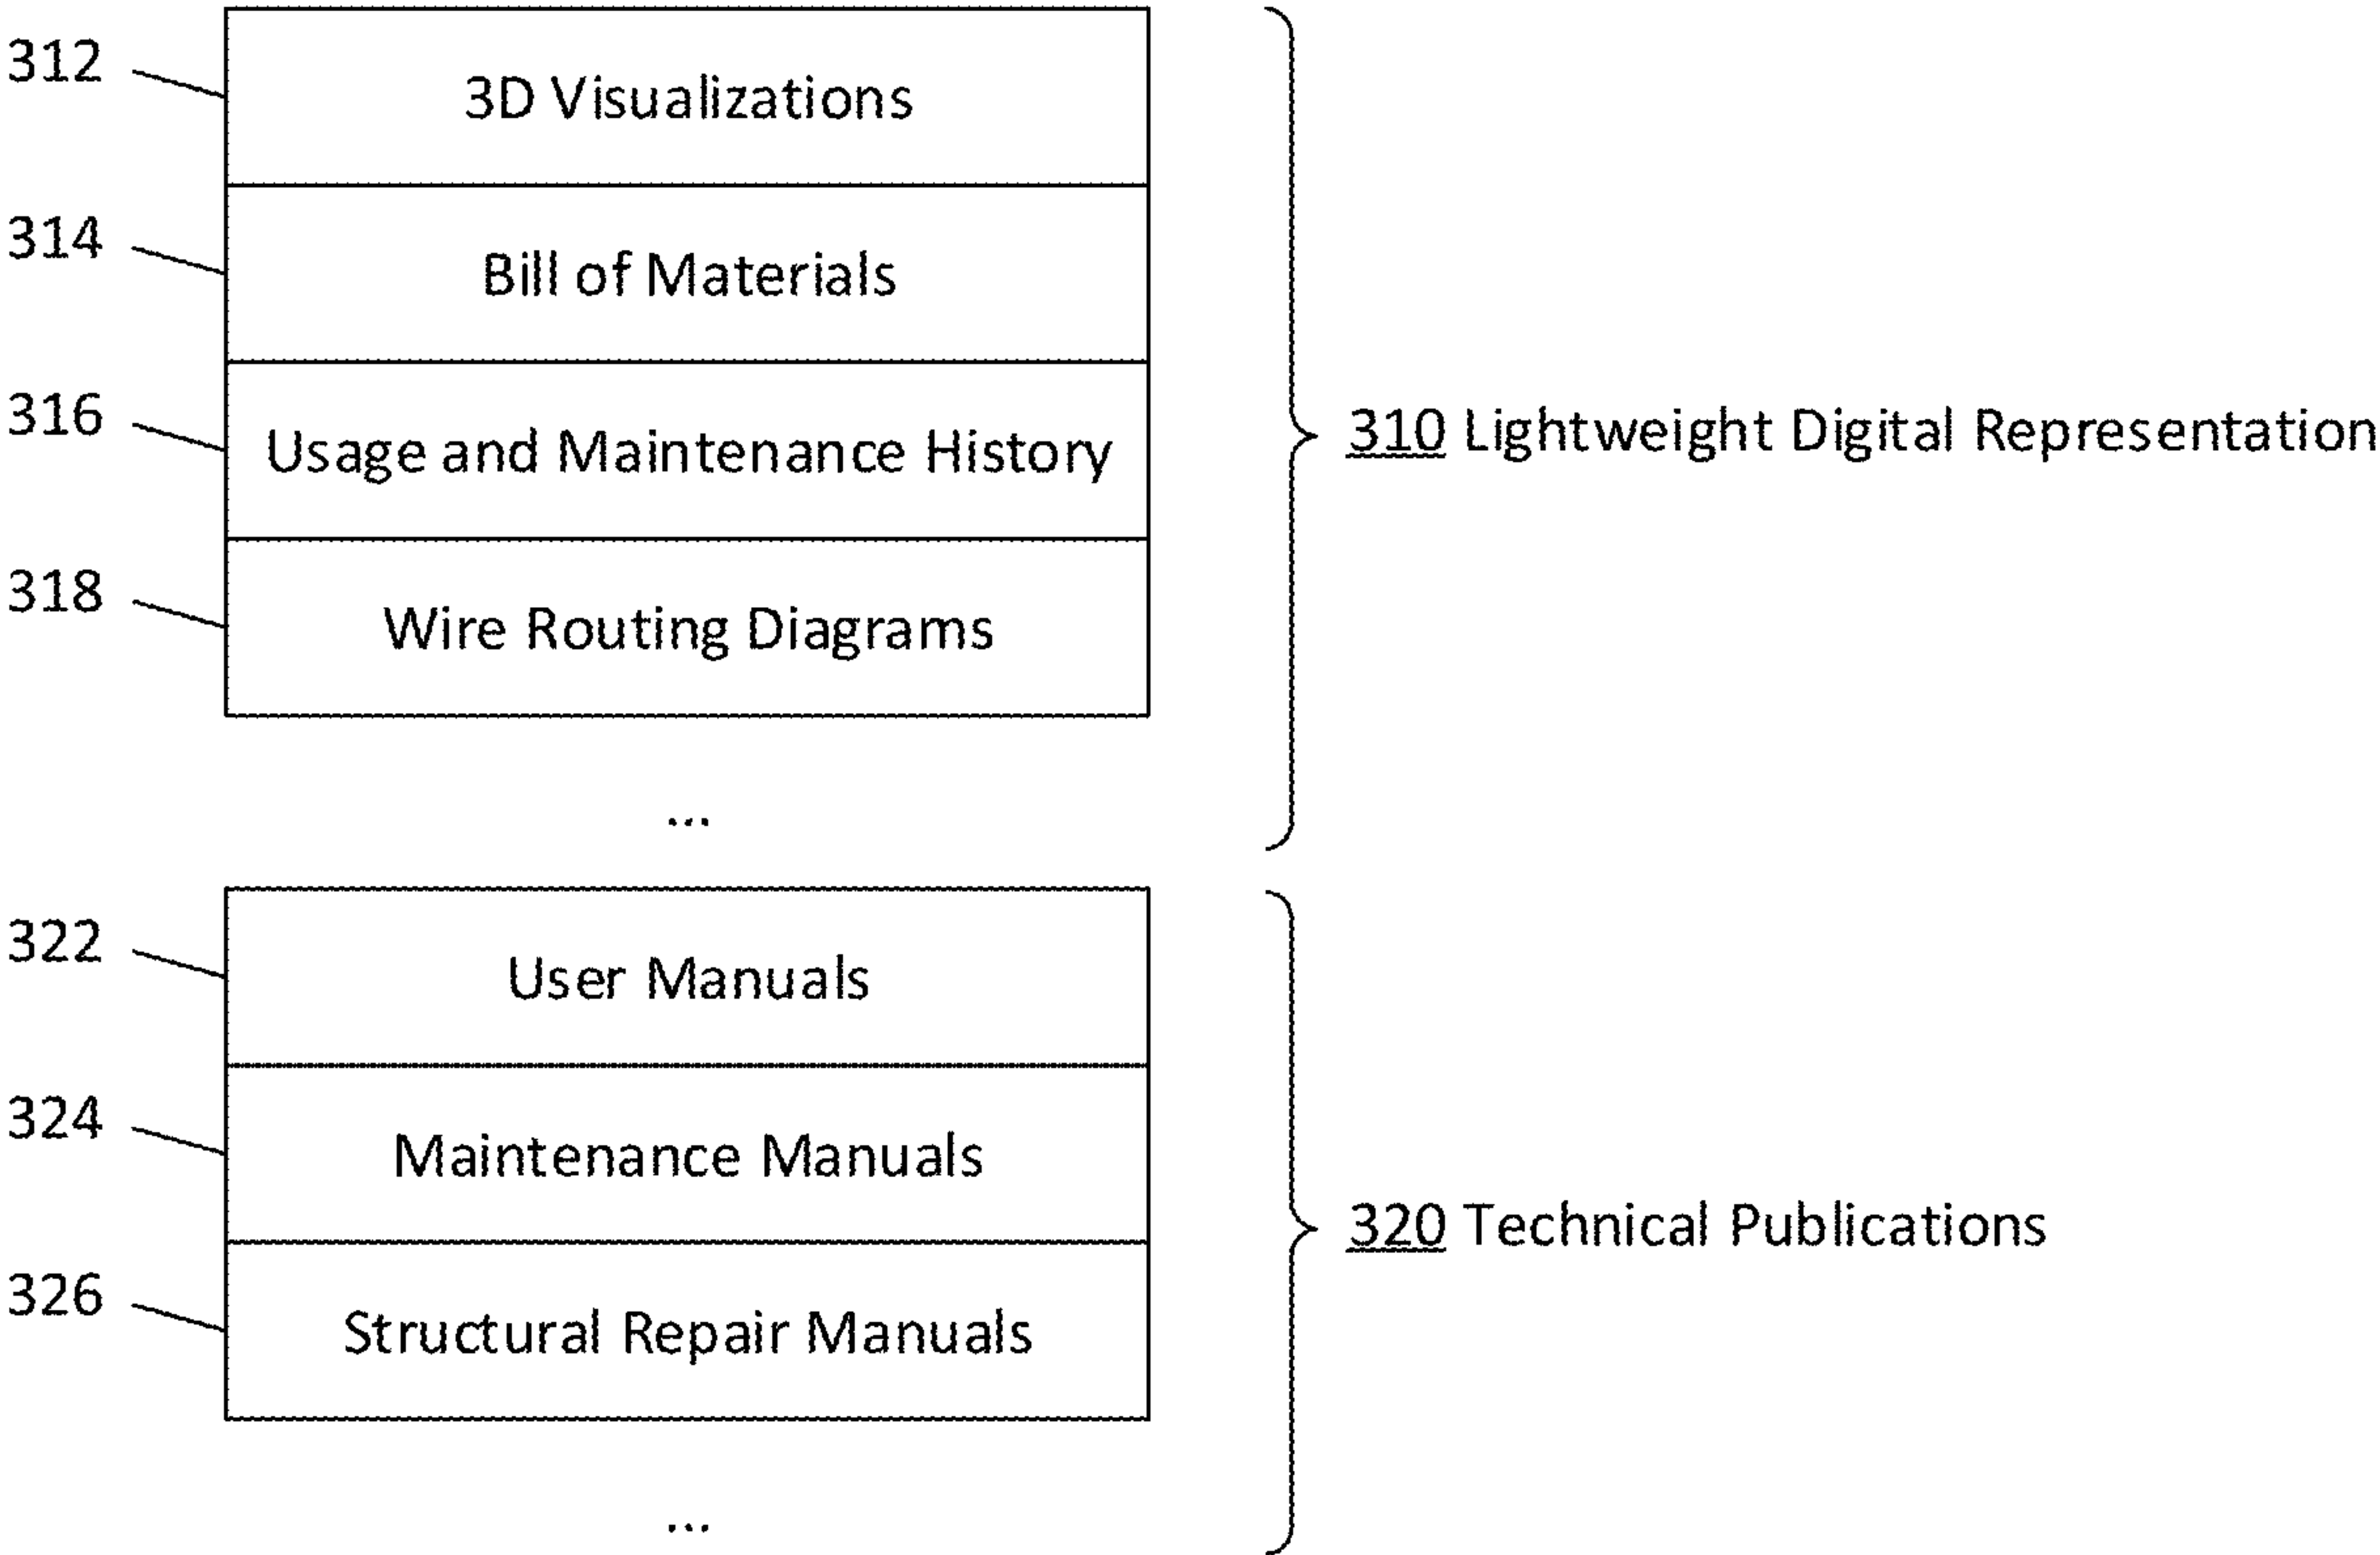 312
3D Visualizations
314
Bill of Materials
316
Usage and Maintenance History
310 Lightweight Digital Representation
318
Wire Routing Diagrams
...
322
User Manuals
324
Maintenance Manuals
320 Technical Publications
326
Structural Repair Manuals
...